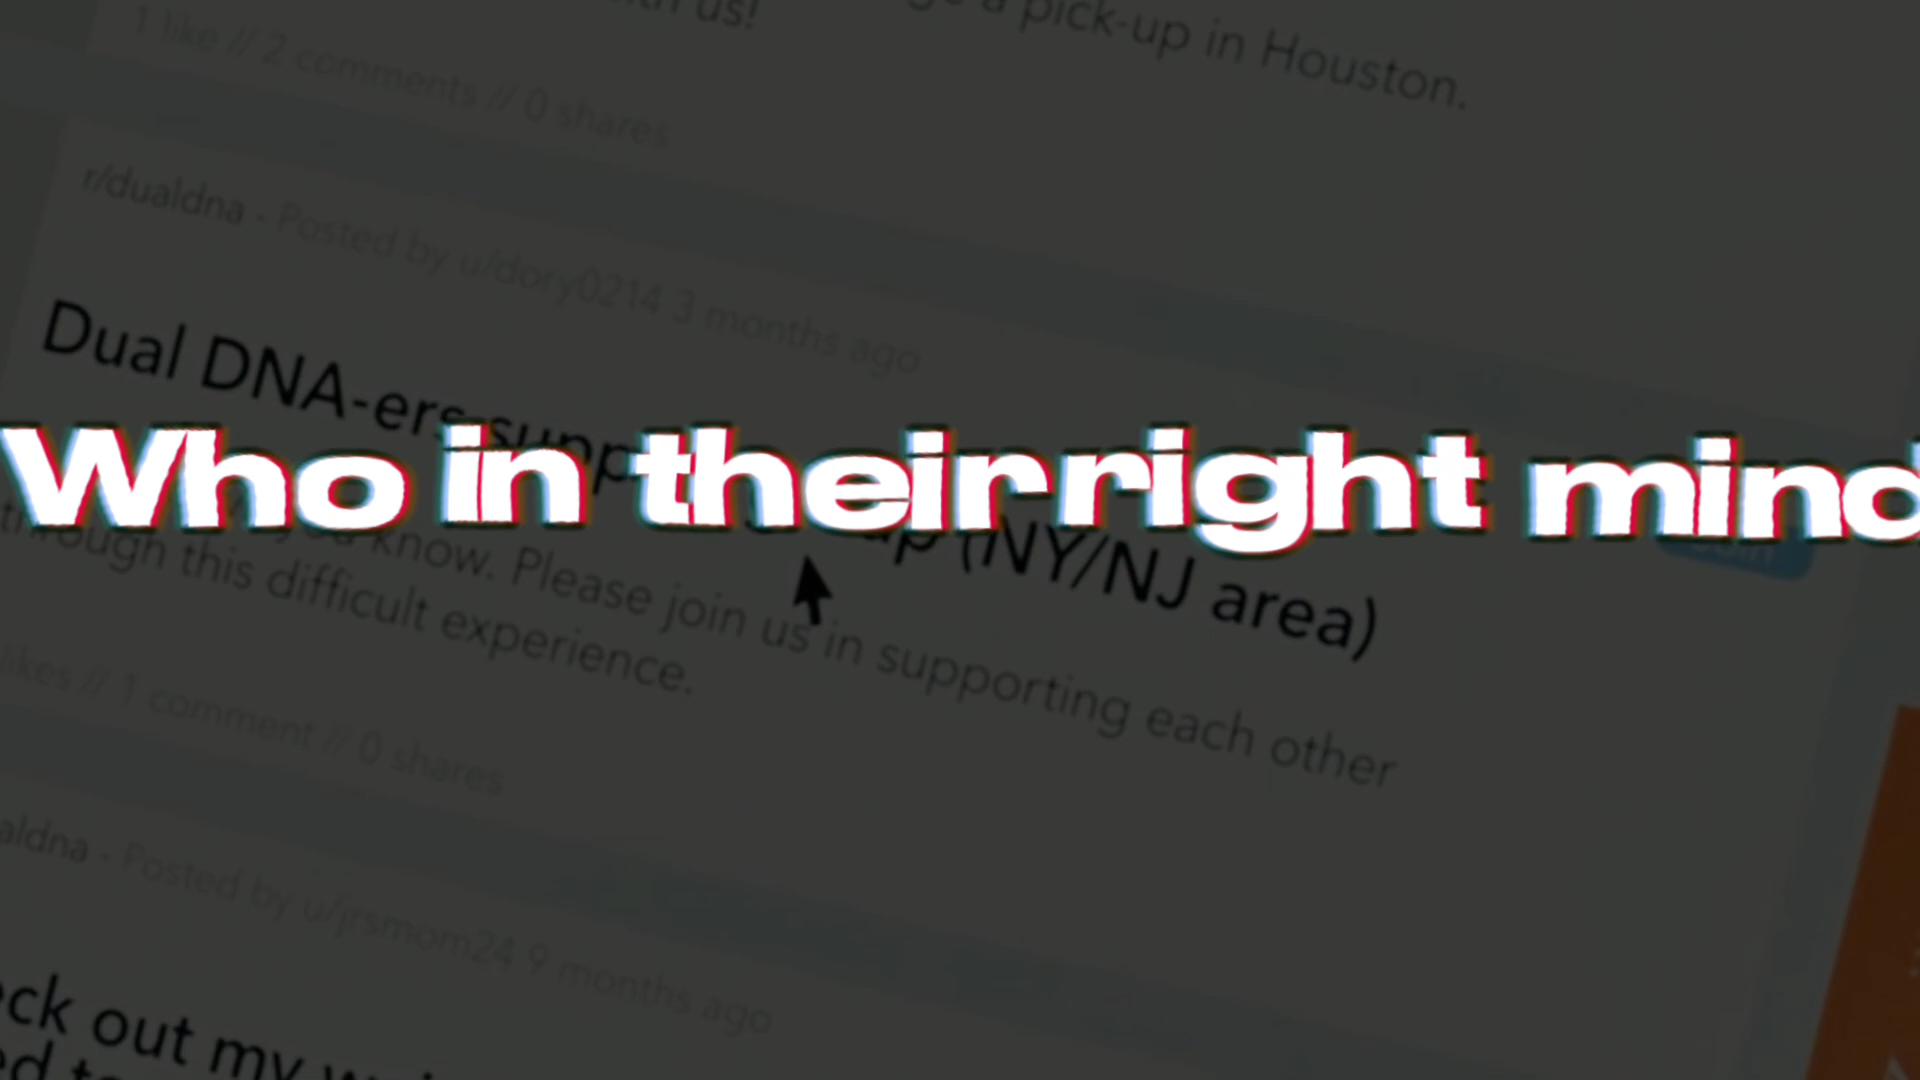 th us!
a pick-up in Houston.
1 like // 2 comments // 0 shares
r/dualdna - Posted by u/dory0214 3 months ago
Dual DNA-ers (NY/NJ area)
Who in their right mind
you know. Please join us in supporting each other
through this difficult experience.
likes // 1 comment // 0 shares
aldna - Posted by u/jrsmom24 9 months ago
eck out my